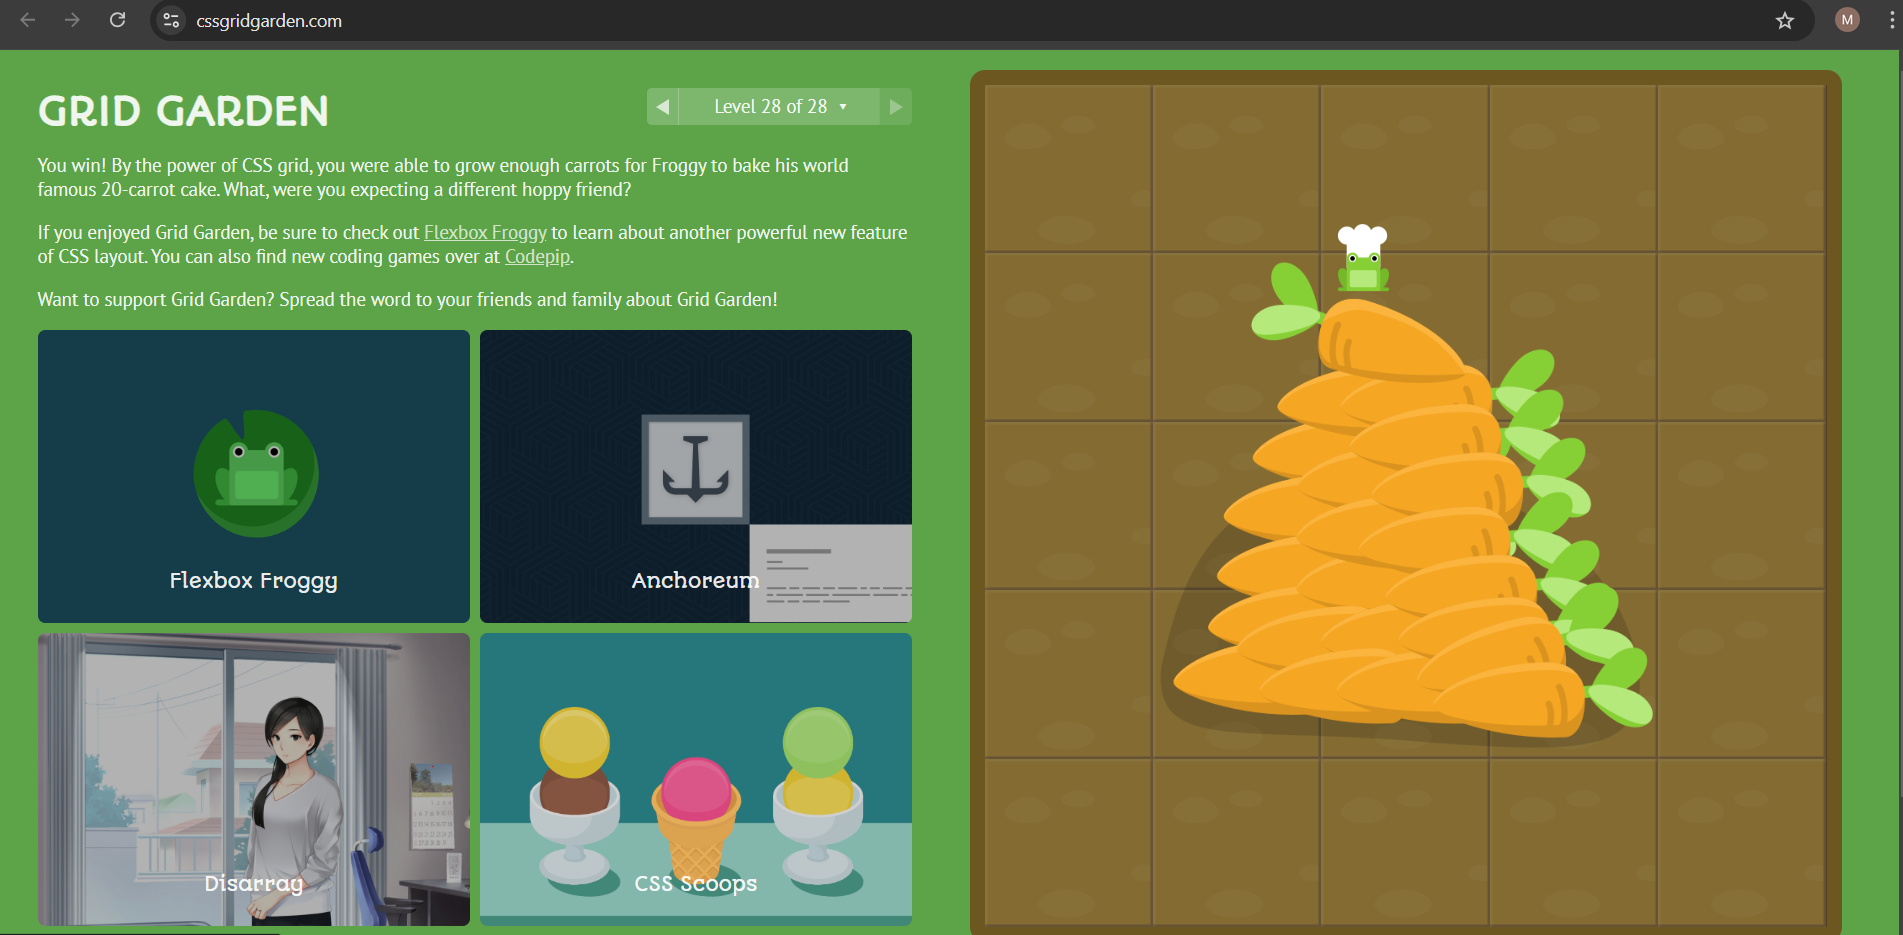 cssgridgarden.com
M
GRID GARDEN
Level 28 of 28
You win! By the power of CSS grid, you were able to grow enough carrots for Froggy to bake his world
famous 20-carrot cake. What, were you expecting a different hoppy friend?
If you enjoyed Grid Garden, be sure to check out Flexbox Froggy to learn about another powerful new feature
of CSS layout. You can also find new coding games over at Codepip.
Want to support Grid Garden? Spread the word to your friends and family about Grid Garden!
Flexbox Froggy
Anchoreum
Disarray
CSS Scoops